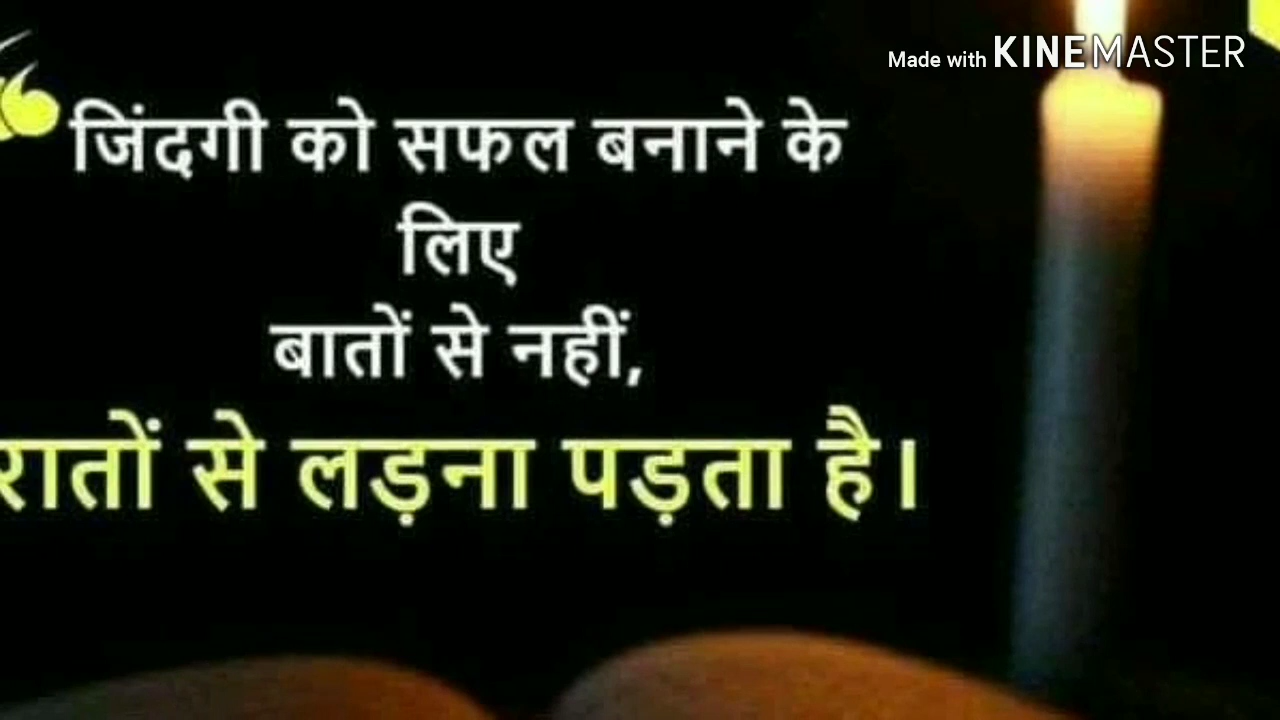 Made with KINEMASTER
“
जिंदगी को सफल बनाने के
लिए
बातों से नहीं,
रातों से लड़ना पड़ता है।